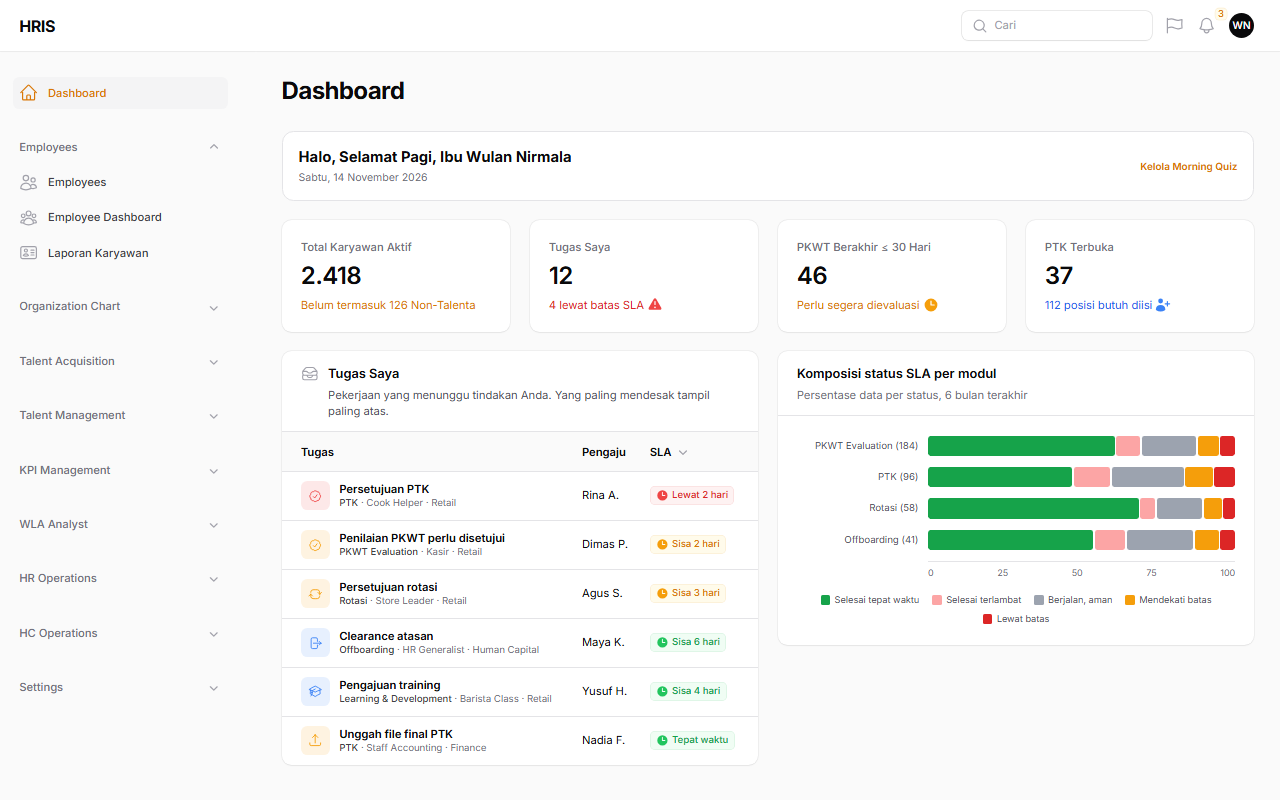 HRIS
Cari
3
WN
Dashboard
Employees
Employees
Employee Dashboard
Laporan Karyawan
Organization Chart
Talent Acquisition
Talent Management
KPI Management
WLA Analyst
HR Operations
HC Operations
Settings
Dashboard
Halo, Selamat Pagi, Ibu Wulan Nirmala
Sabtu, 14 November 2026
Kelola Morning Quiz
Total Karyawan Aktif
2.418
Belum termasuk 126 Non-Talenta
Tugas Saya
12
4 lewat batas SLA
PKWT Berakhir ≤ 30 Hari
46
Perlu segera dievaluasi
PTK Terbuka
37
112 posisi butuh diisi
Tugas Saya
Pekerjaan yang menunggu tindakan Anda. Yang paling mendesak tampil
paling atas.
Tugas Pengaju SLA
Persetujuan PTK
PTK · Cook Helper · Retail
Rina A.
Lewat 2 hari
Penilaian PKWT perlu disetujui
PKWT Evaluation · Kasir · Retail
Dimas P.
Sisa 2 hari
Persetujuan rotasi
Rotasi · Store Leader · Retail
Agus S.
Sisa 3 hari
Clearance atasan
Offboarding · HR Generalist · Human Capital
Maya K.
Sisa 6 hari
Pengajuan training
Learning & Development · Barista Class · Retail
Yusuf H.
Sisa 4 hari
Unggah file final PTK
PTK · Staff Accounting · Finance
Nadia F.
Tepat waktu
Komposisi status SLA per modul
Persentase data per status, 6 bulan terakhir
PKWT Evaluation (184)
PTK (96)
Rotasi (58)
Offboarding (41)
0 25 50 75 100
Selesai tepat waktu Selesai terlambat Berjalan, aman Mendekati batas
Lewat batas